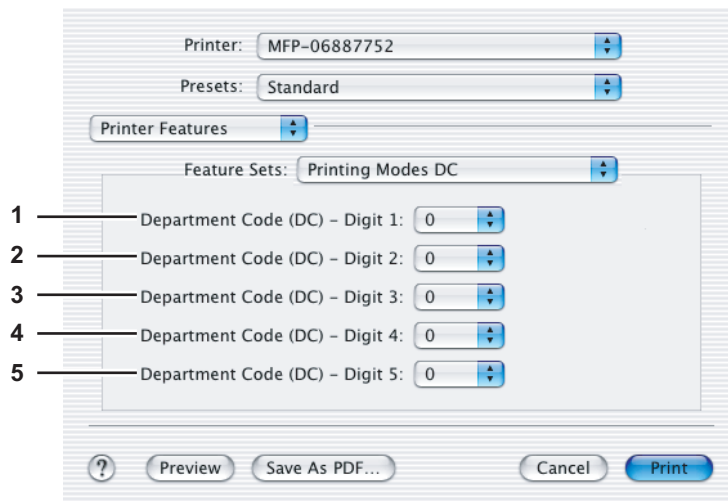 Printer: MFP-06887752
Presets: Standard
Printer Features
Feature Sets: Printing Modes DC
1 Department Code (DC) – Digit 1: 0
2 Department Code (DC) – Digit 2: 0
3 Department Code (DC) – Digit 3: 0
4 Department Code (DC) – Digit 4: 0
5 Department Code (DC) – Digit 5: 0
? Preview Save As PDF... Cancel Print